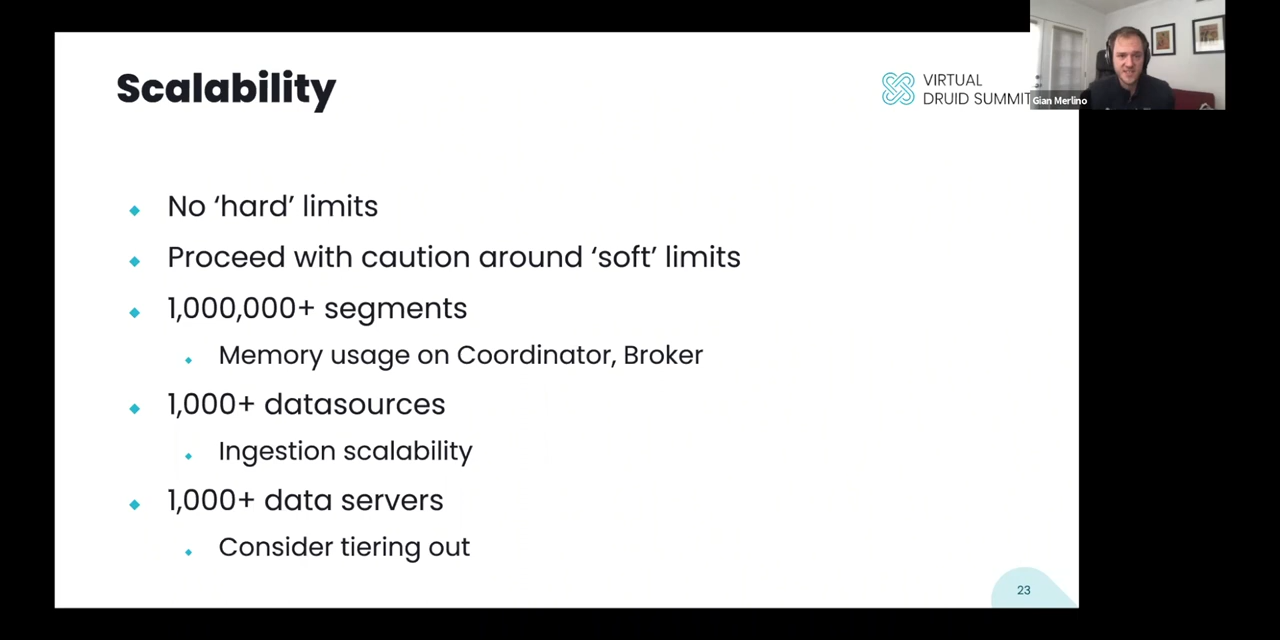 Scalability
VIRTUAL
DRUID SUMMIT
Gian Merlino
No ‘hard’ limits
Proceed with caution around ‘soft’ limits
1,000,000+ segments
Memory usage on Coordinator, Broker
1,000+ datasources
Ingestion scalability
1,000+ data servers
Consider tiering out
23